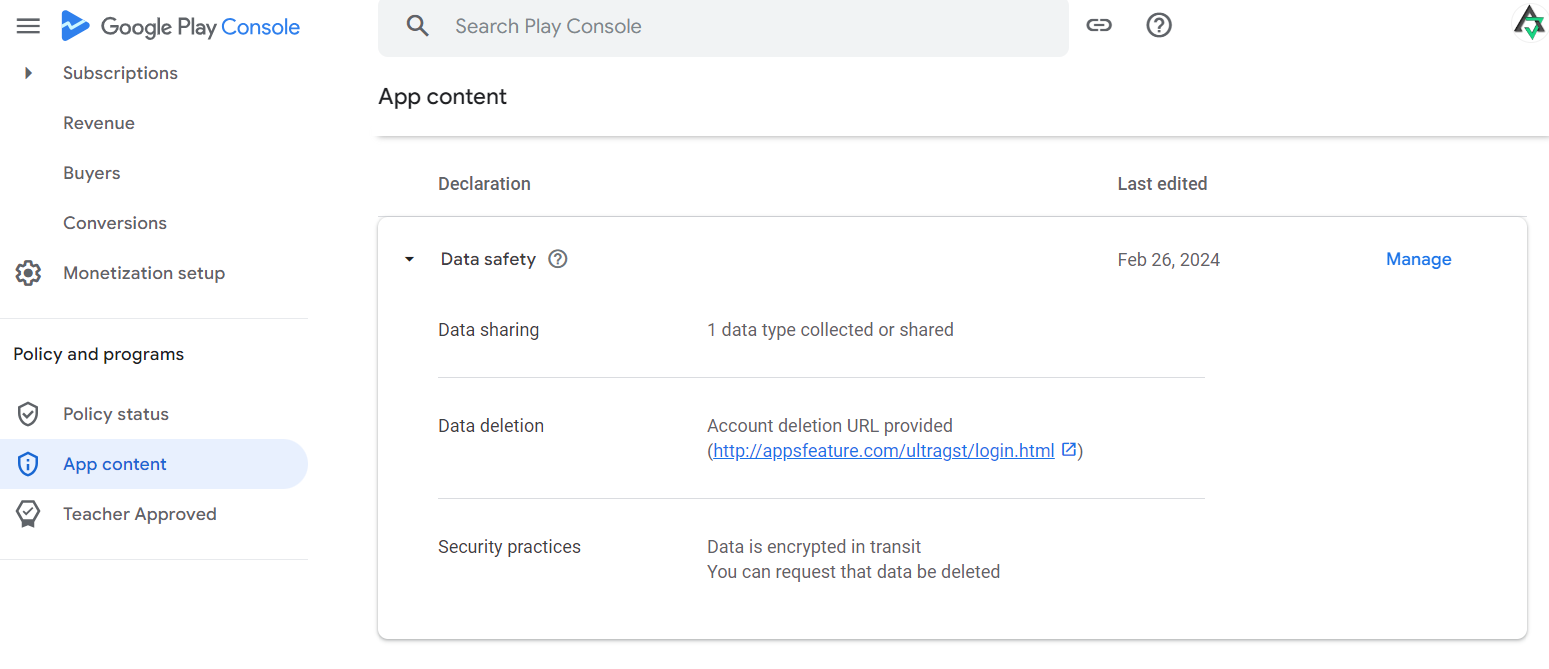 Google Play Console
Search Play Console
Subscriptions
Revenue
Buyers
Conversions
Monetization setup
Policy and programs
Policy status
App content
Teacher Approved
App content
Declaration
Last edited
Data safety
Feb 26, 2024
Manage
Data sharing
1 data type collected or shared
Data deletion
Account deletion URL provided
(http://appsfeature.com/ultragst/login.html)
Security practices
Data is encrypted in transit
You can request that data be deleted